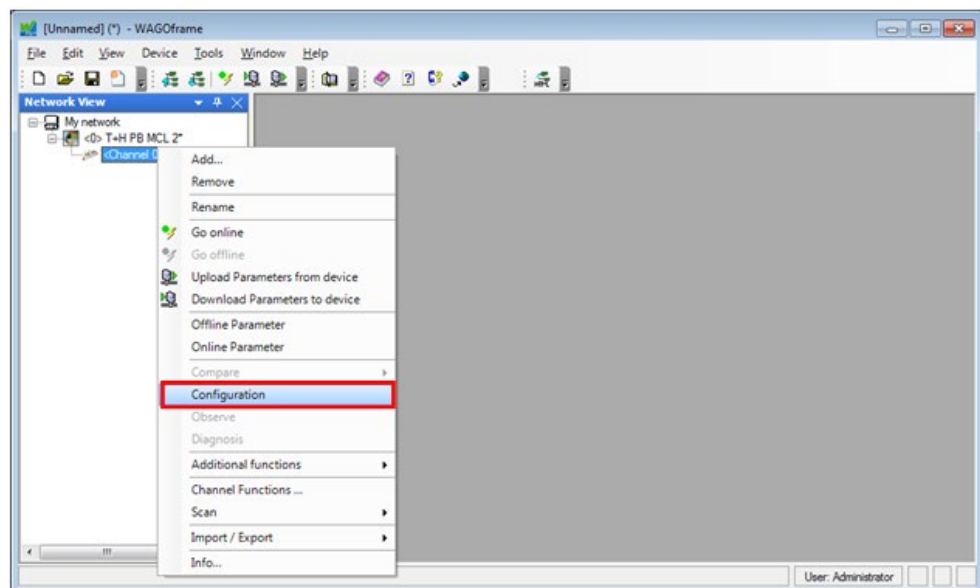 [Unnamed] (*) - WAGOframe
File Edit View Device Tools Window Help
Network View
My network
<0> T+H PB MCL 2*
<Channel 0
Add...
Remove
Rename
Go online
Go offline
Upload Parameters from device
Download Parameters to device
Offline Parameter
Online Parameter
Compare
Configuration
Observe
Diagnosis
Additional functions
Channel Functions ...
Scan
Import / Export
Info...
User: Administrator